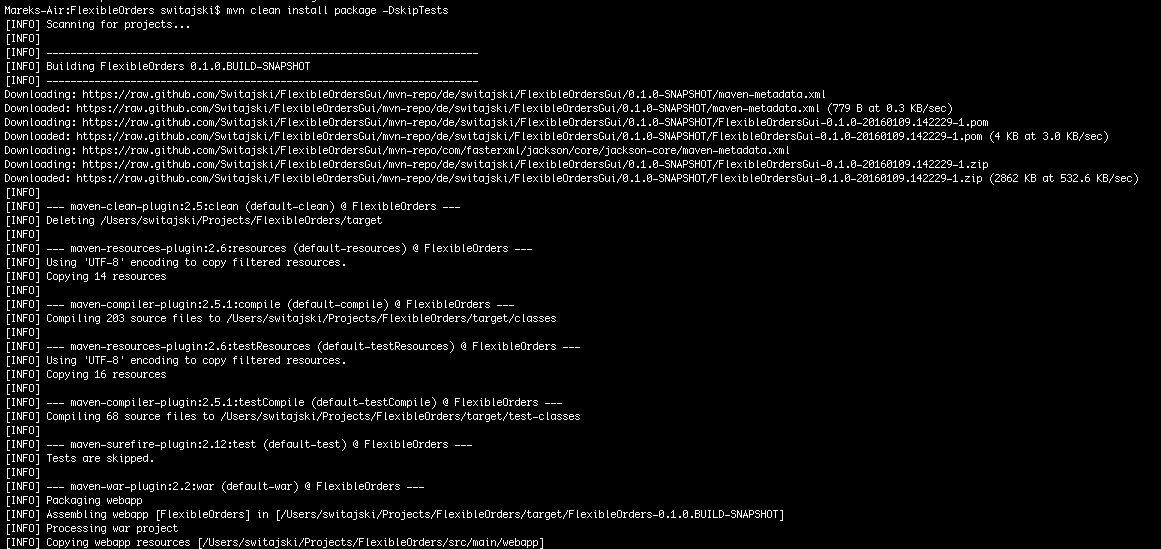 Mareks-Air:FlexibleOrders switajski$ mvn clean install package -DskipTests
[INFO] Scanning for projects...
[INFO]
[INFO] ------------------------------------------------------------------------
[INFO] Building FlexibleOrders 0.1.0.BUILD-SNAPSHOT
[INFO] ------------------------------------------------------------------------
Downloading: https://raw.github.com/Switajski/FlexibleOrdersGui/mvn-repo/de/switajski/FlexibleOrdersGui/0.1.0-SNAPSHOT/maven-metadata.xml
Downloaded: https://raw.github.com/Switajski/FlexibleOrdersGui/mvn-repo/de/switajski/FlexibleOrdersGui/0.1.0-SNAPSHOT/maven-metadata.xml (779 B at 0.3 KB/sec)
Downloading: https://raw.github.com/Switajski/FlexibleOrdersGui/mvn-repo/de/switajski/FlexibleOrdersGui/0.1.0-SNAPSHOT/FlexibleOrdersGui-0.1.0-20160109.142229-1.pom
Downloaded: https://raw.github.com/Switajski/FlexibleOrdersGui/mvn-repo/de/switajski/FlexibleOrdersGui/0.1.0-SNAPSHOT/FlexibleOrdersGui-0.1.0-20160109.142229-1.pom (4 KB at 3.0 KB/sec)
Downloading: https://raw.github.com/Switajski/FlexibleOrdersGui/mvn-repo/com/fasterxml/jackson/core/jackson-core/maven-metadata.xml
Downloading: https://raw.github.com/Switajski/FlexibleOrdersGui/mvn-repo/de/switajski/FlexibleOrdersGui/0.1.0-SNAPSHOT/FlexibleOrdersGui-0.1.0-20160109.142229-1.zip
Downloaded: https://raw.github.com/Switajski/FlexibleOrdersGui/mvn-repo/de/switajski/FlexibleOrdersGui/0.1.0-SNAPSHOT/FlexibleOrdersGui-0.1.0-20160109.142229-1.zip (2862 KB at 532.6 KB/sec)
[INFO]
[INFO] --- maven-clean-plugin:2.5:clean (default-clean) @ FlexibleOrders ---
[INFO] Deleting /Users/switajski/Projects/FlexibleOrders/target
[INFO]
[INFO] --- maven-resources-plugin:2.6:resources (default-resources) @ FlexibleOrders ---
[INFO] Using 'UTF-8' encoding to copy filtered resources.
[INFO] Copying 14 resources
[INFO]
[INFO] --- maven-compiler-plugin:2.5.1:compile (default-compile) @ FlexibleOrders ---
[INFO] Compiling 203 source files to /Users/switajski/Projects/FlexibleOrders/target/classes
[INFO]
[INFO] --- maven-resources-plugin:2.6:testResources (default-testResources) @ FlexibleOrders ---
[INFO] Using 'UTF-8' encoding to copy filtered resources.
[INFO] Copying 16 resources
[INFO]
[INFO] --- maven-compiler-plugin:2.5.1:testCompile (default-testCompile) @ FlexibleOrders ---
[INFO] Compiling 68 source files to /Users/switajski/Projects/FlexibleOrders/target/test-classes
[INFO]
[INFO] --- maven-surefire-plugin:2.12:test (default-test) @ FlexibleOrders ---
[INFO] Tests are skipped.
[INFO]
[INFO] --- maven-war-plugin:2.2:war (default-war) @ FlexibleOrders ---
[INFO] Packaging webapp
[INFO] Assembling webapp [FlexibleOrders] in [/Users/switajski/Projects/FlexibleOrders/target/FlexibleOrders-0.1.0.BUILD-SNAPSHOT]
[INFO] Processing war project
[INFO] Copying webapp resources [/Users/switajski/Projects/FlexibleOrders/src/main/webapp]